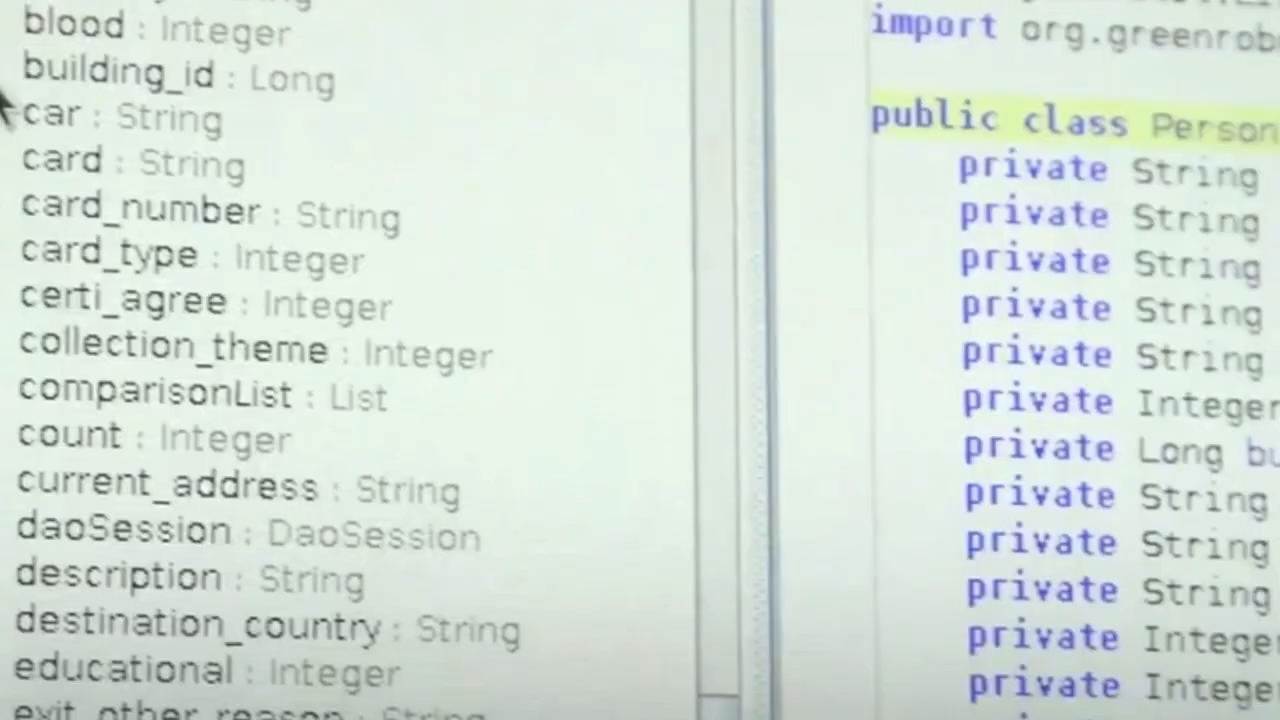 blood : Integer
building_id : Long
car : String
card : String
card_number : String
card_type : Integer
certi_agree : Integer
collection_theme : Integer
comparisonList : List
count : Integer
current_address : String
daoSession : DaoSession
description : String
destination_country : String
educational : Integer
exit_other_reason : String
import org.greenrob
public class Person
private String
private String
private String
private String
private String
private Integer
private Long bu
private String
private String
private String
private Integer
private Integer